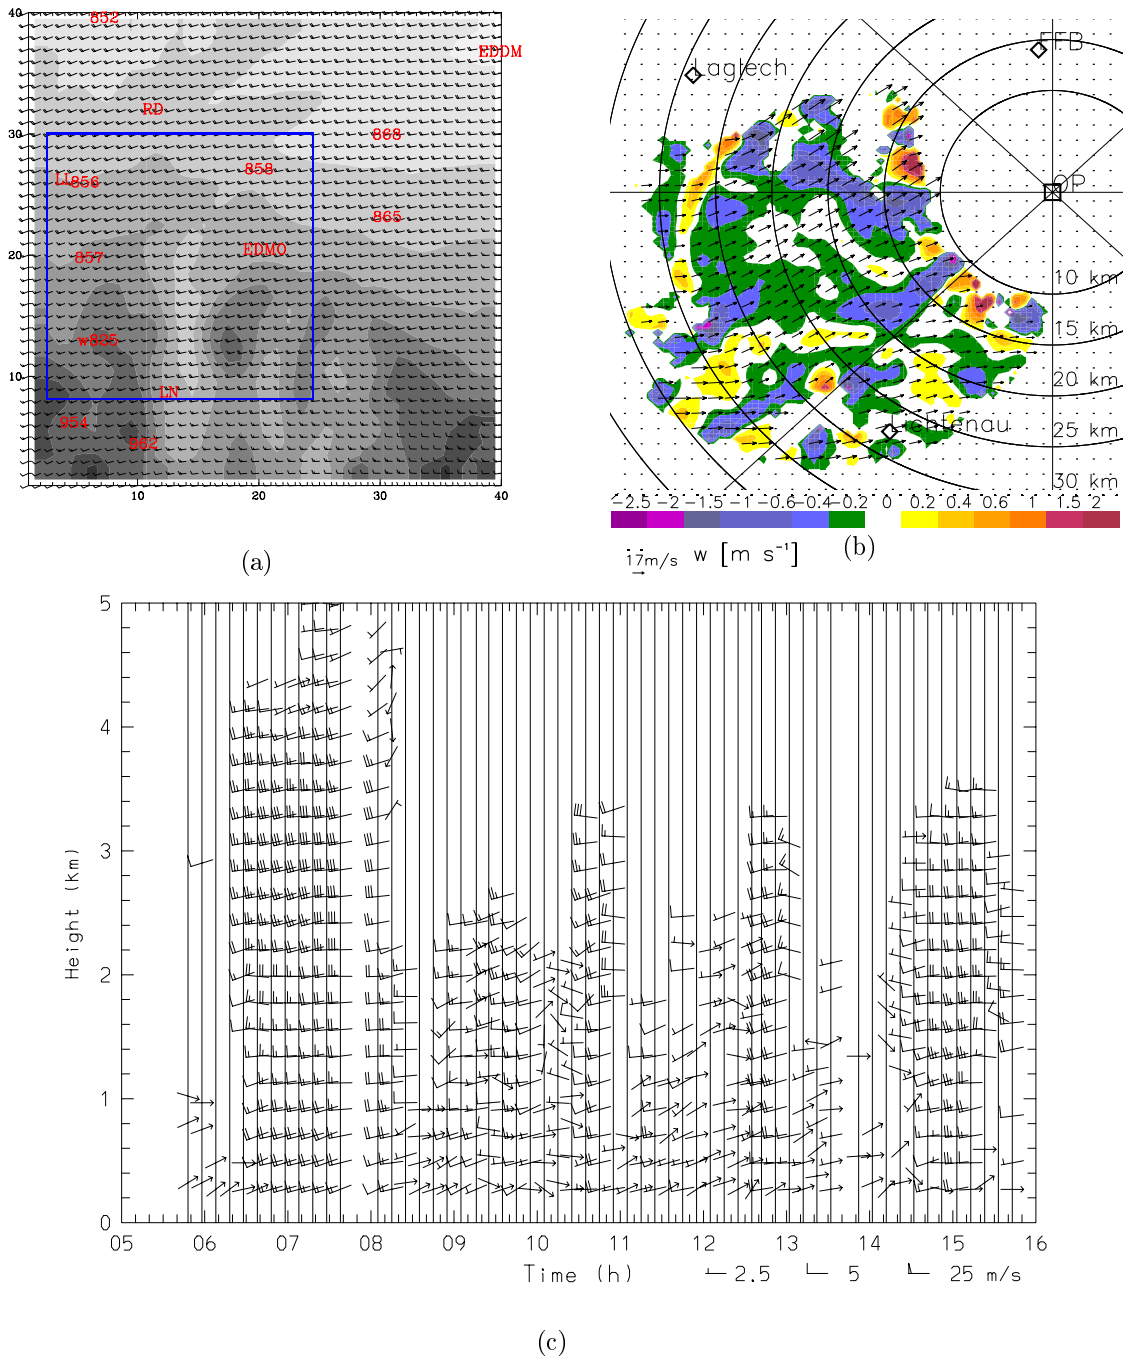 40
852
EDDM
RD
30
868
858
LI
856
865
EDMO
20
857
w825
10
LN
954
962
10
20
30
40
(a)
FFB
Laglech
OP
10 km
15 km
20 km
25 km
Lichtenau
30 km
-2.5 -2 -1.5 -1 -0.6 -0.4 -0.2 0 0.2 0.4 0.6 1 1.5 2
17m/s w [m s⁻¹]
(b)
5
4
3
2
1
0
Height (km)
05 06 07 08 09 10 11 12 13 14 15 16
Time (h)
2.5 5 25 m/s
(c)